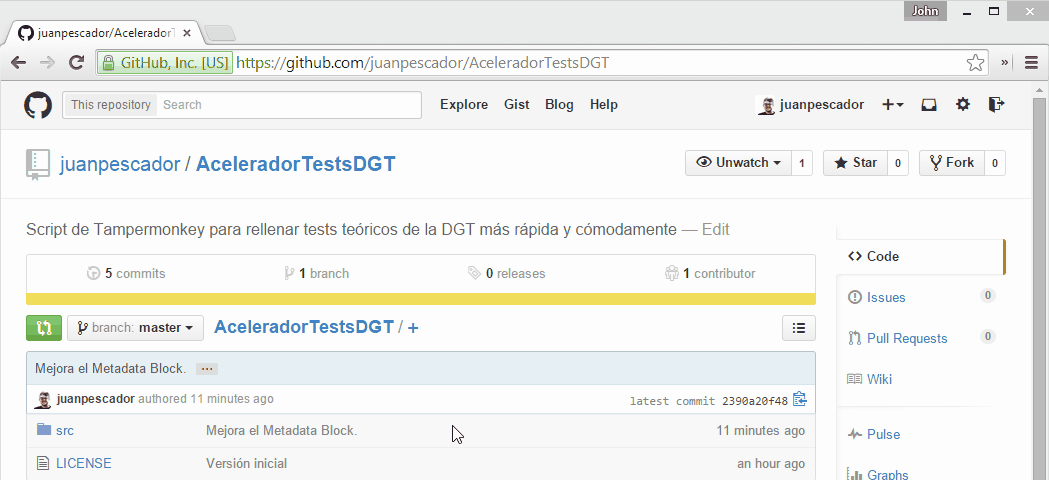 John
juanpescador/AceleradorT
GitHub, Inc. [US] https://github.com/juanpescador/AceleradorTestsDGT
This repository Search Explore Gist Blog Help juanpescador
juanpescador / AceleradorTestsDGT Unwatch 1 Star 0 Fork 0
Script de Tampermonkey para rellenar tests teóricos de la DGT más rápida y cómodamente — Edit
5 commits 1 branch 0 releases 1 contributor
branch: master AceleradorTestsDGT / +
Mejora el Metadata Block. ...
juanpescador authored 11 minutes ago latest commit 2390a20f48
src Mejora el Metadata Block. 11 minutes ago
LICENSE Versión inicial an hour ago
Code
Issues 0
Pull Requests 0
Wiki
Pulse
Graphs